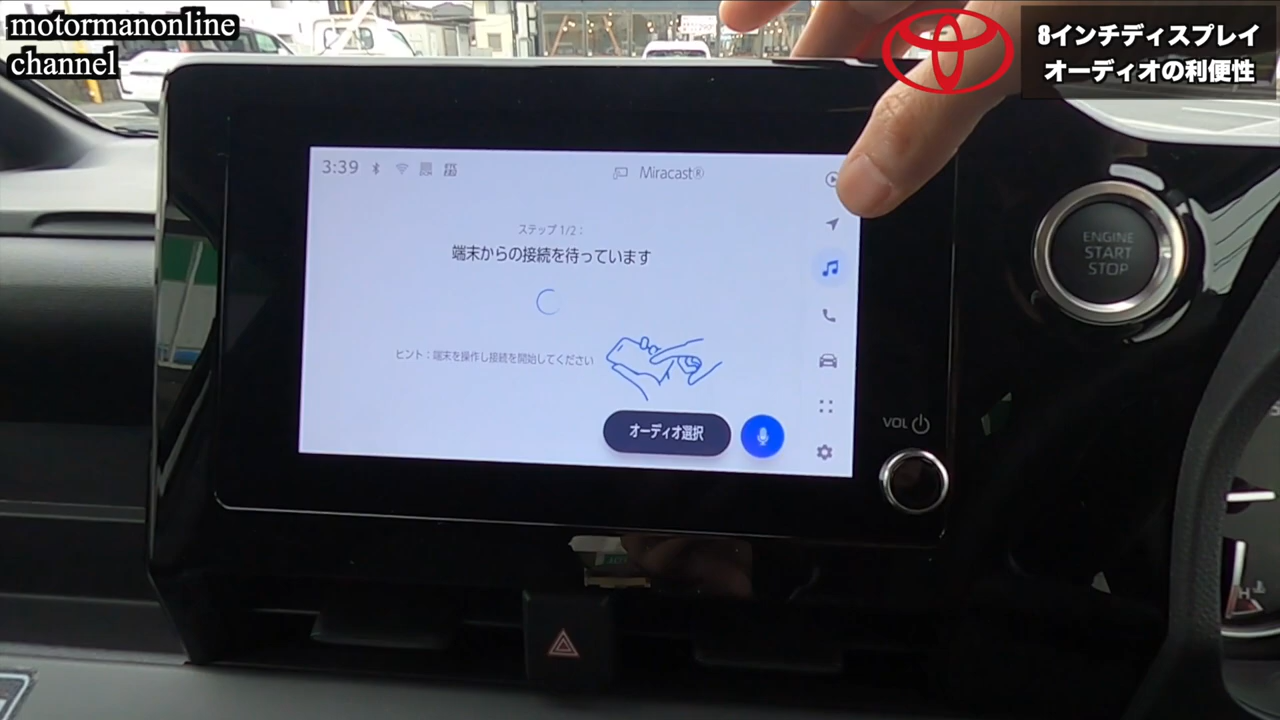 motormanonline
channel
8インチディスプレイ
オーディオの利便性
3:39
Miracast®
ステップ 1/2：
端末からの接続を待っています
ヒント：端末を操作し接続を開始してください
オーディオ選択
ENGINE
START
STOP
VOL
H